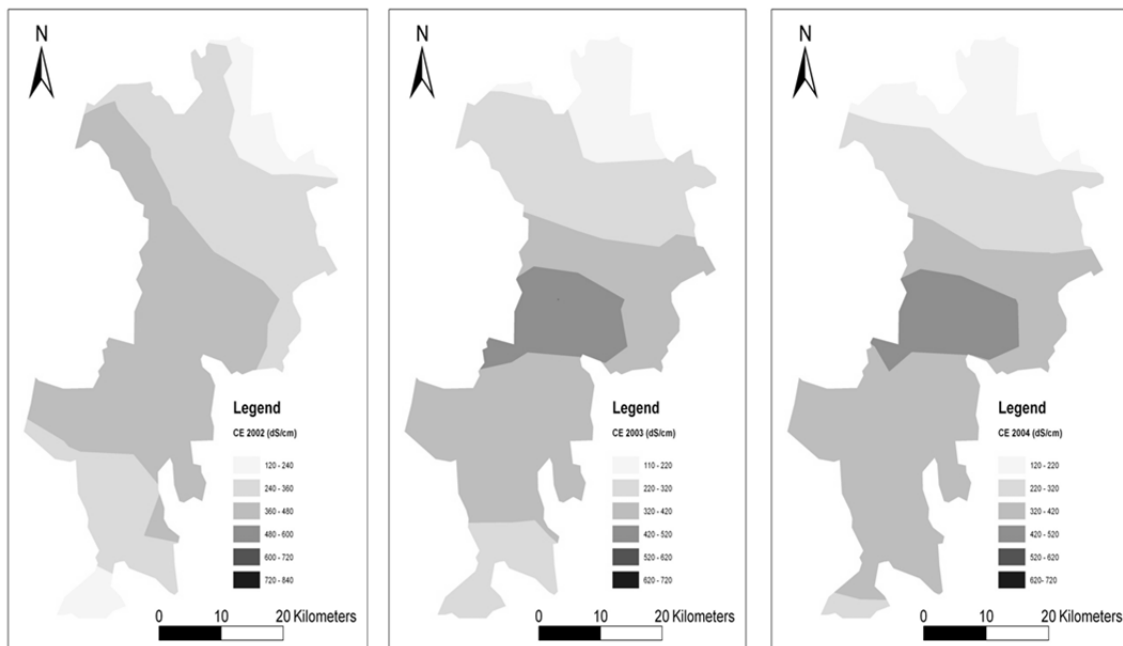 N
Legend
CE 2002 (dS/cm)
120 - 240
240 - 360
360 - 480
480 - 600
600 - 720
720 - 840
0 10 20 Kilometers
N
Legend
CE 2003 (dS/cm)
110 - 220
220 - 320
320 - 420
420 - 520
520 - 620
620 - 720
0 10 20 Kilometers
N
Legend
CE 2004 (dS/cm)
120 - 220
220 - 320
320 - 420
420 - 520
520 - 620
620 - 720
0 10 20 Kilometers